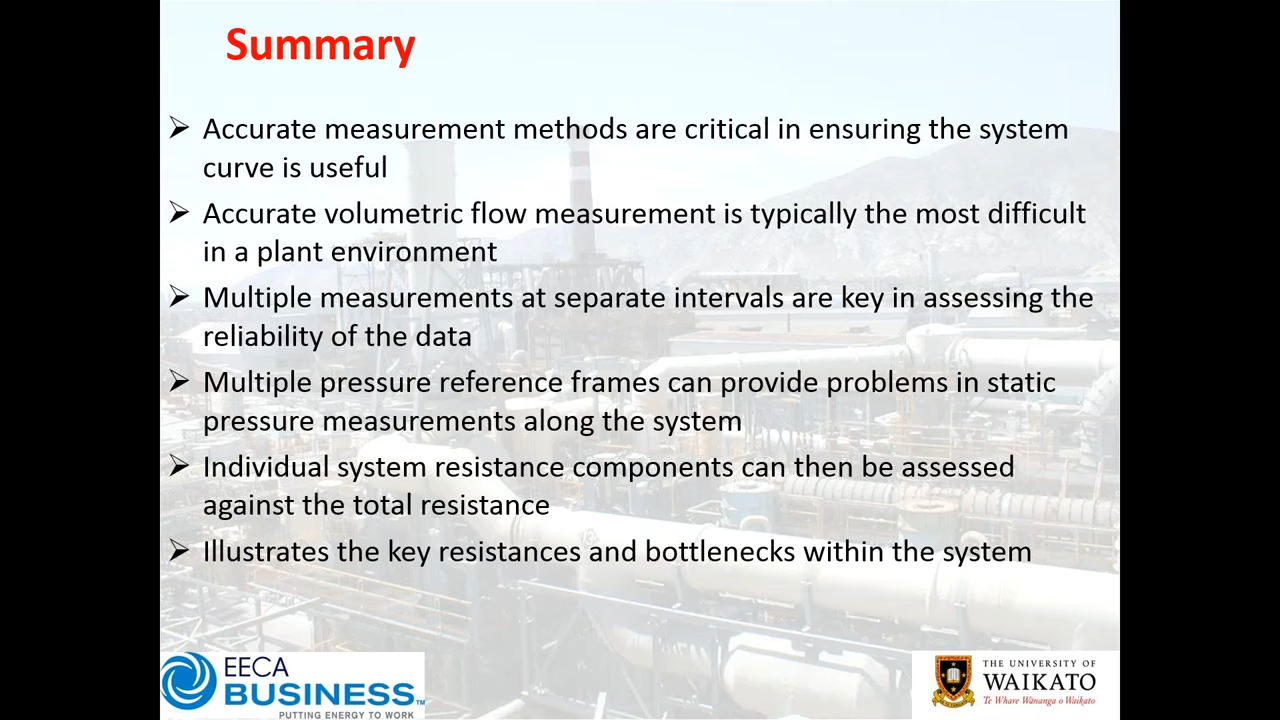 Summary
➢ Accurate measurement methods are critical in ensuring the system
curve is useful
➢ Accurate volumetric flow measurement is typically the most difficult
in a plant environment
➢ Multiple measurements at separate intervals are key in assessing the
reliability of the data
➢ Multiple pressure reference frames can provide problems in static
pressure measurements along the system
➢ Individual system resistance components can then be assessed
against the total resistance
➢ Illustrates the key resistances and bottlenecks within the system
EECA
BUSINESS™
PUTTING ENERGY TO WORK
THE UNIVERSITY OF
WAIKATO
Te Whare Wānanga o Waikato